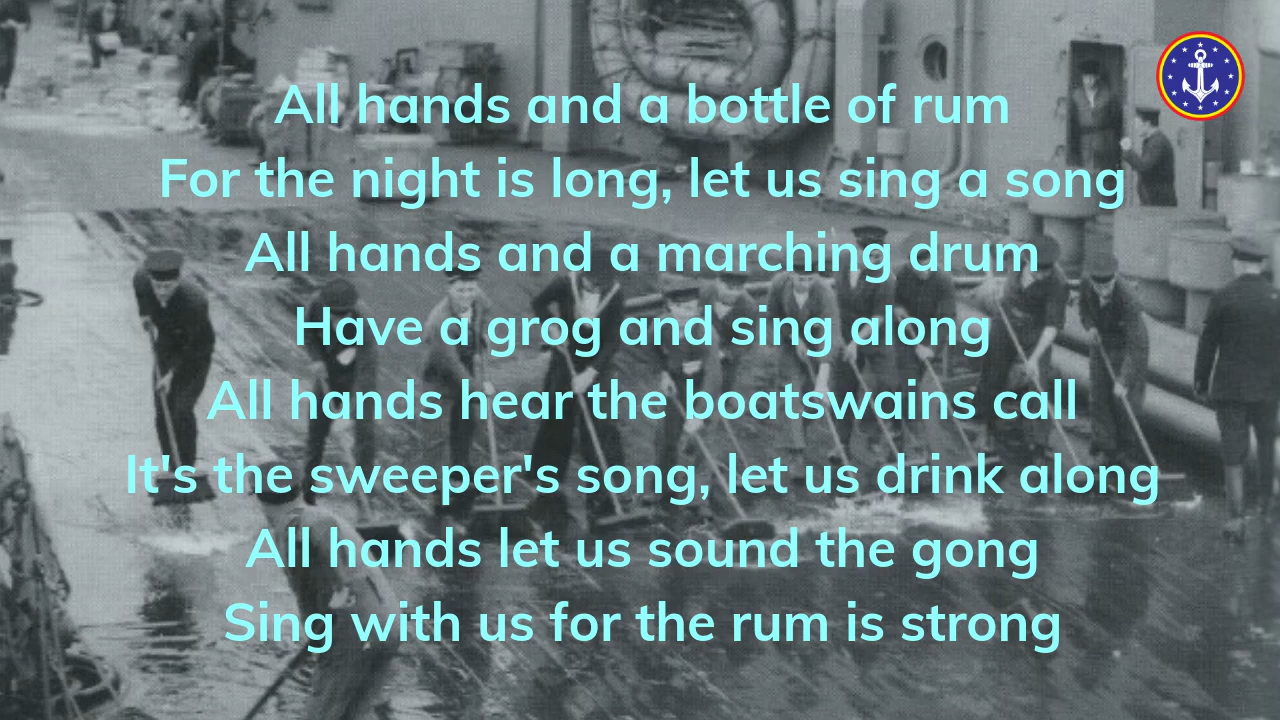 All hands and a bottle of rum
For the night is long, let us sing a song
All hands and a marching drum
Have a grog and sing along
All hands hear the boatswains call
It's the sweeper's song, let us drink along
All hands let us sound the gong
Sing with us for the rum is strong